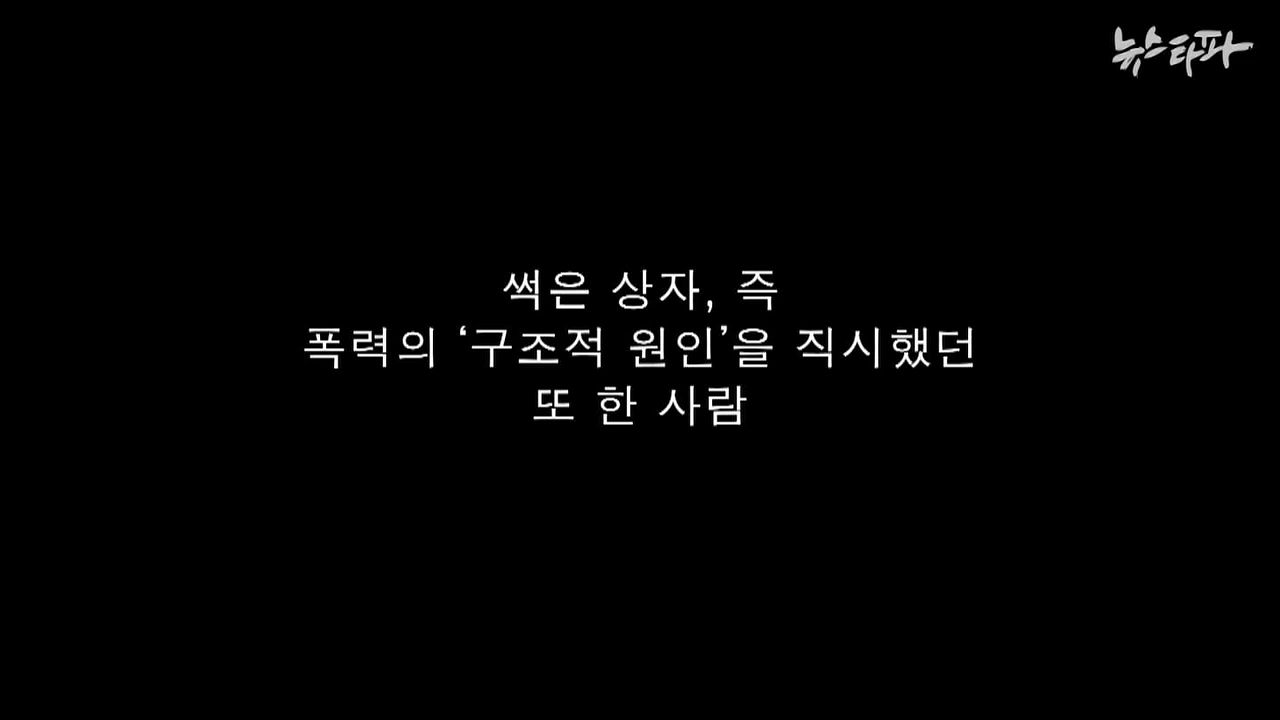 뉴스타파
썩은 상자, 즉
폭력의 ‘구조적 원인’을 직시했던
또 한 사람